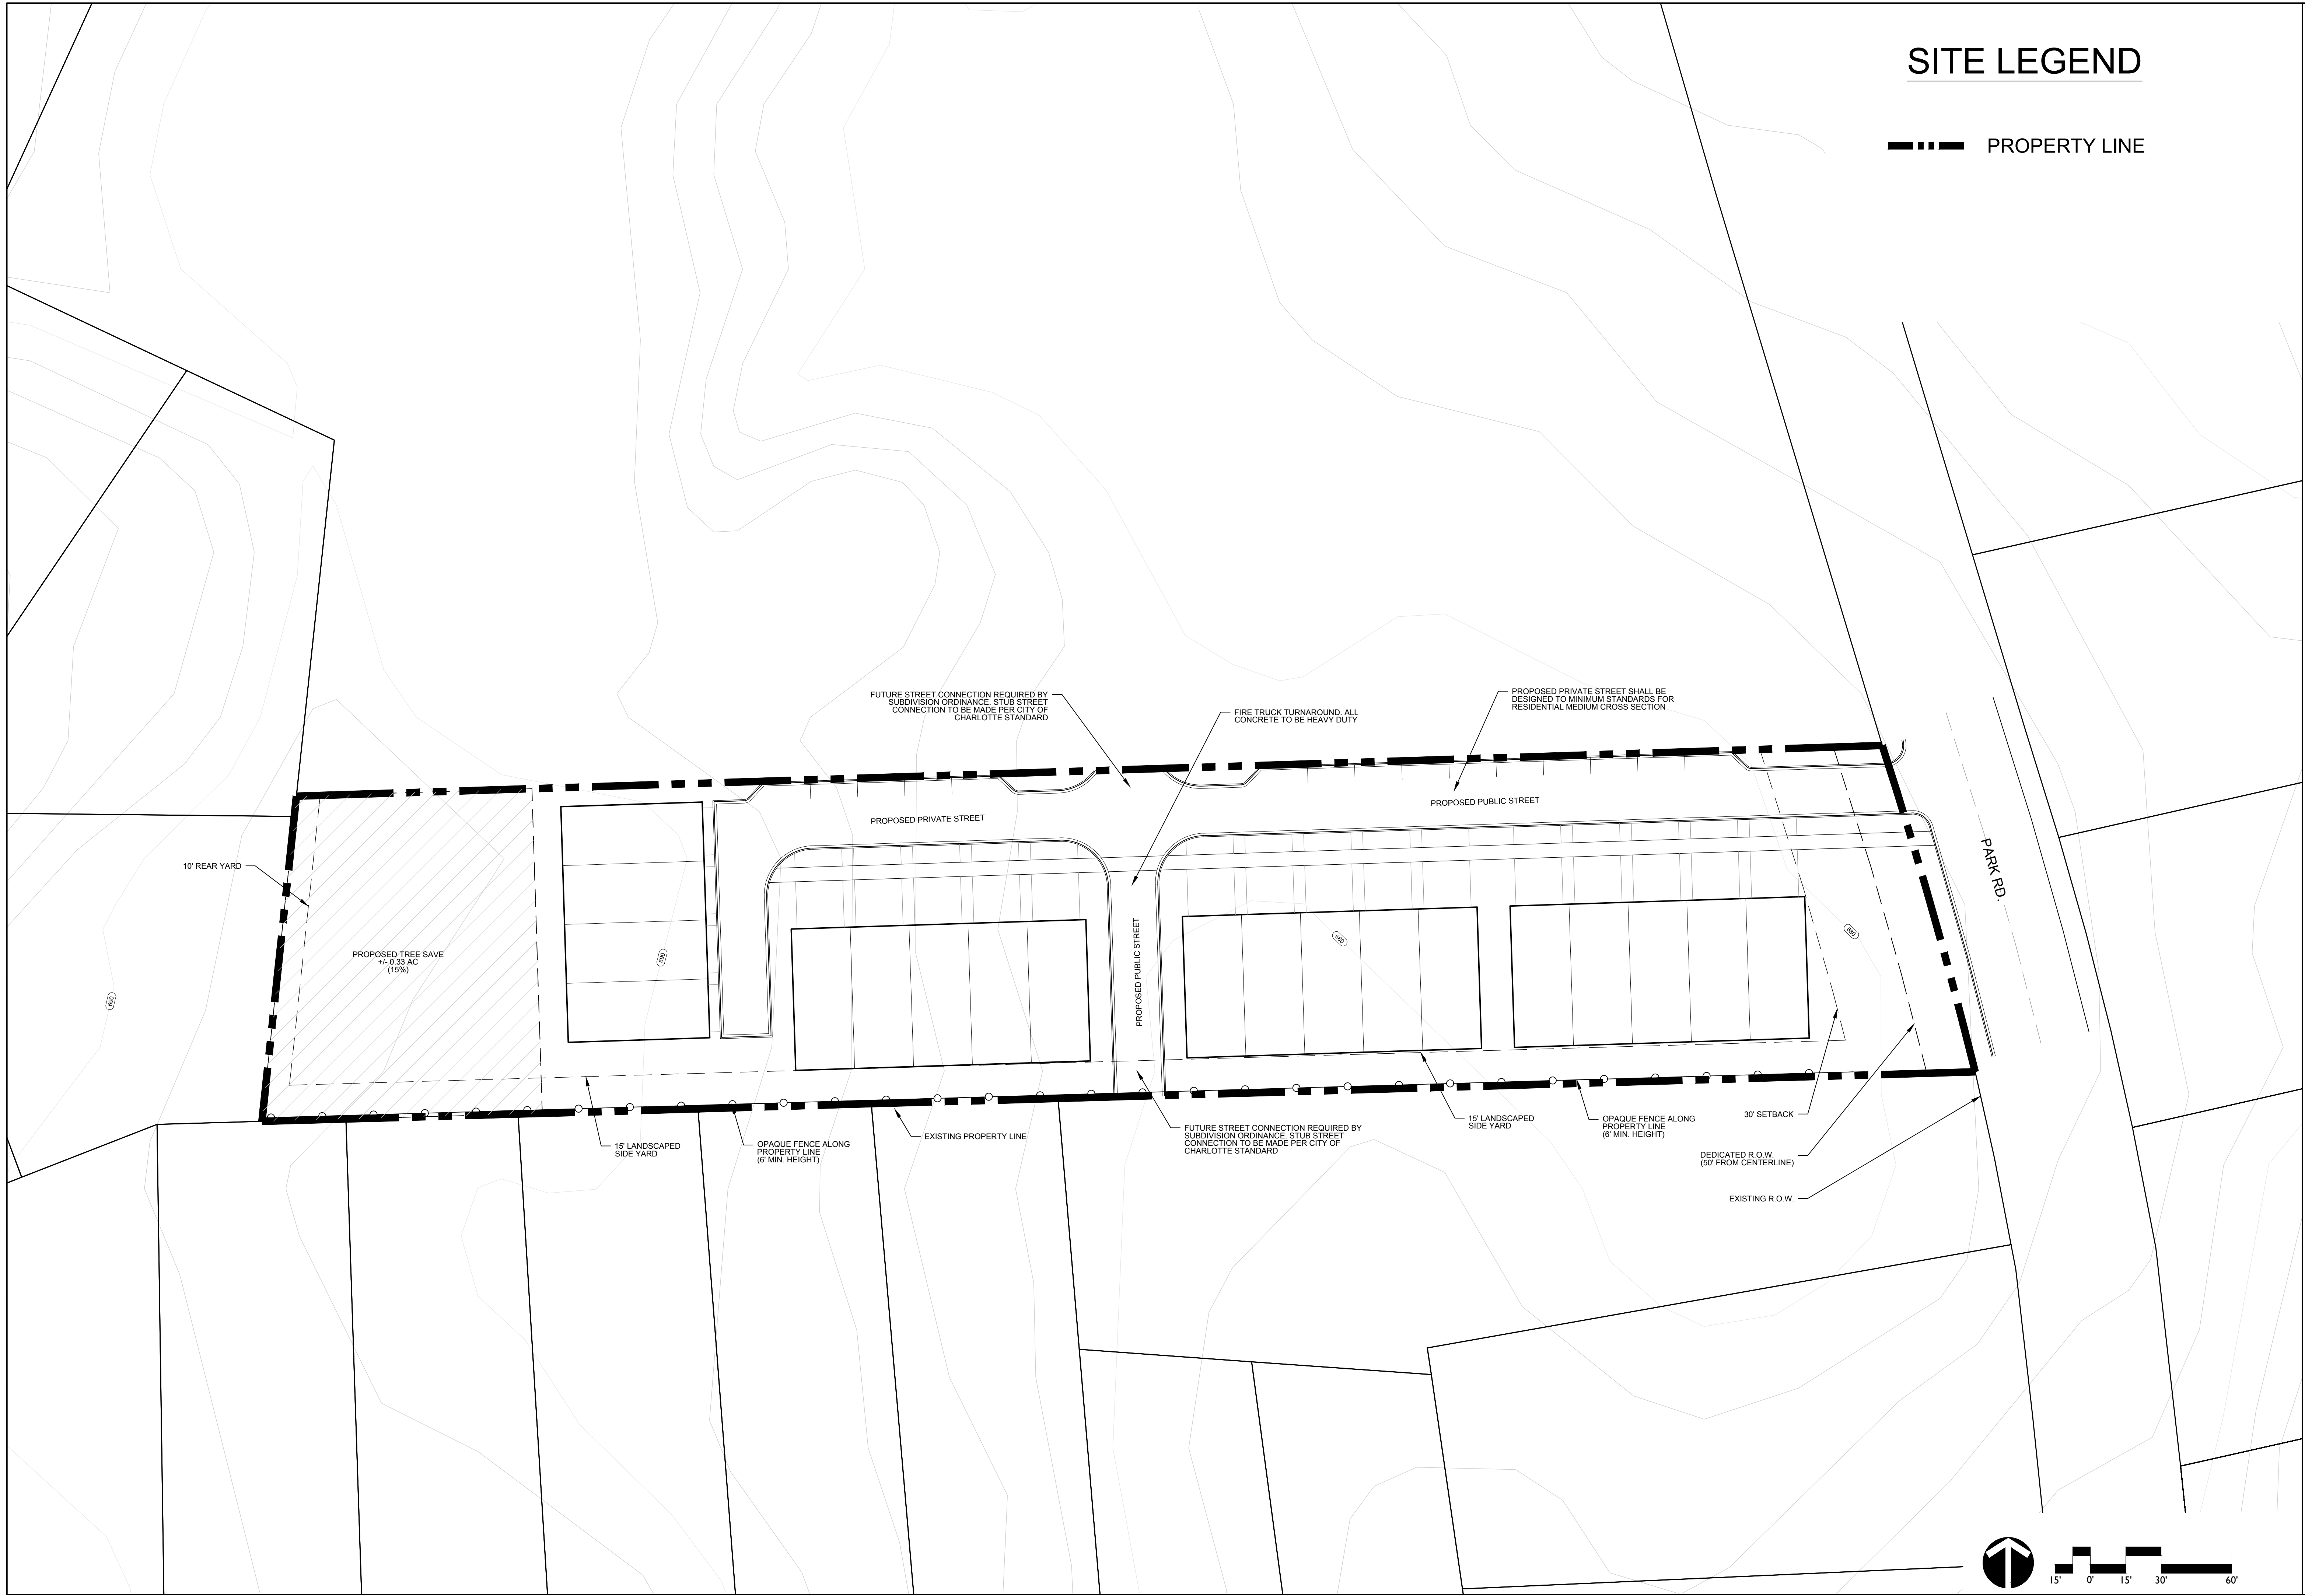 SITE LEGEND
PROPERTY LINE
FUTURE STREET CONNECTION REQUIRED BY
SUBDIVISION ORDINANCE. STUB STREET
CONNECTION TO BE MADE PER CITY OF
CHARLOTTE STANDARD
FIRE TRUCK TURNAROUND. ALL
CONCRETE TO BE HEAVY DUTY
PROPOSED PRIVATE STREET SHALL BE
DESIGNED TO MINIMUM STANDARDS FOR
RESIDENTIAL MEDIUM CROSS SECTION
PROPOSED PRIVATE STREET
PROPOSED PUBLIC STREET
PARK RD.
10' REAR YARD
PROPOSED TREE SAVE
+/- 0.33 AC
(15%)
690
690
PROPOSED PUBLIC STREET
680
680
15' LANDSCAPED
SIDE YARD
OPAQUE FENCE ALONG
PROPERTY LINE
(6' MIN. HEIGHT)
EXISTING PROPERTY LINE
FUTURE STREET CONNECTION REQUIRED BY
SUBDIVISION ORDINANCE. STUB STREET
CONNECTION TO BE MADE PER CITY OF
CHARLOTTE STANDARD
15' LANDSCAPED
SIDE YARD
OPAQUE FENCE ALONG
PROPERTY LINE
(6' MIN. HEIGHT)
30' SETBACK
DEDICATED R.O.W.
(50' FROM CENTERLINE)
EXISTING R.O.W.
15' 0' 15' 30' 60'